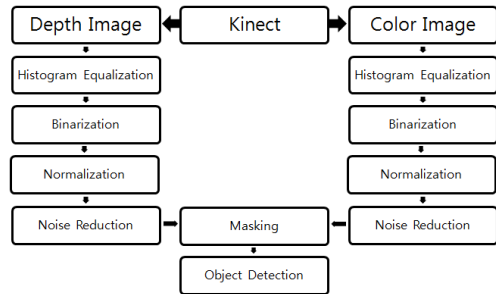 Depth Image
Kinect
Color Image
Histogram Equalization
Histogram Equalization
Binarization
Binarization
Normalization
Normalization
Noise Reduction
Masking
Noise Reduction
Object Detection